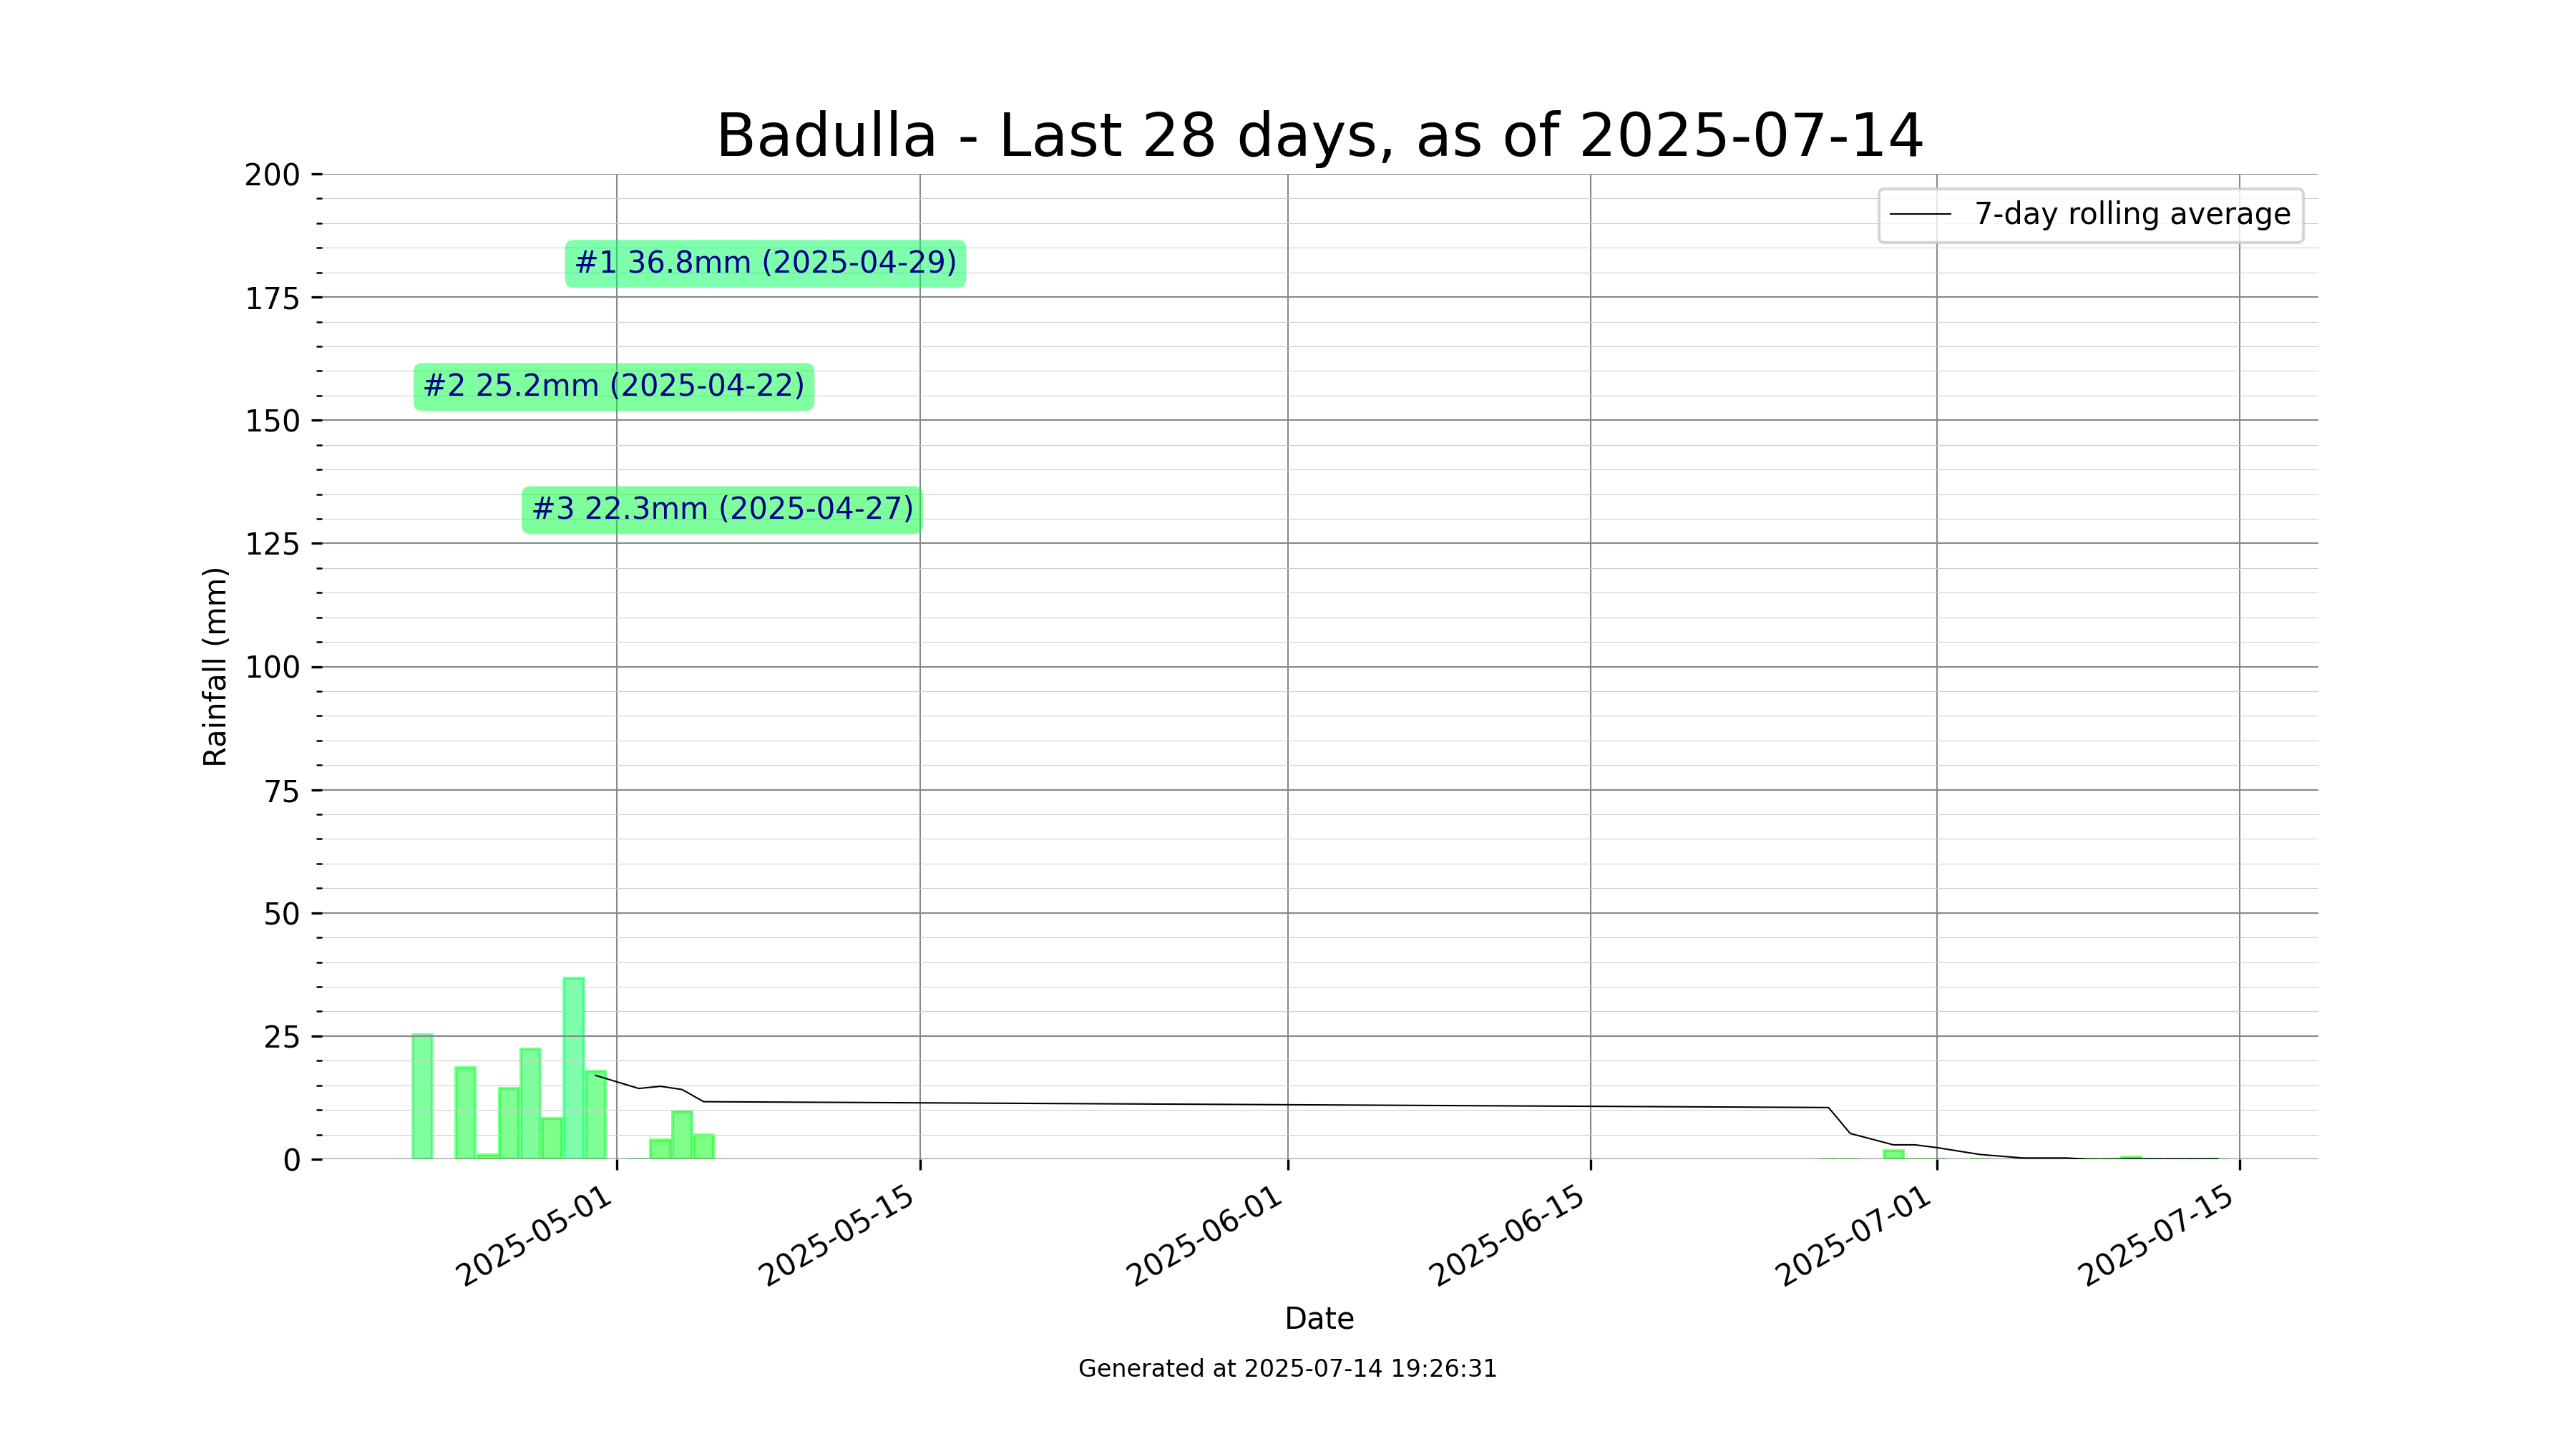 Badulla - Last 28 days, as of 2025-07-14
200
7-day rolling average
#1 36.8mm (2025-04-29)
175
#2 25.2mm (2025-04-22)
150
#3 22.3mm (2025-04-27)
125
Rainfall (mm)
100
75
50
25
0
2025-05-01
2025-05-15
2025-06-01
2025-06-15
2025-07-01
2025-07-15
Date
Generated at 2025-07-14 19:26:31